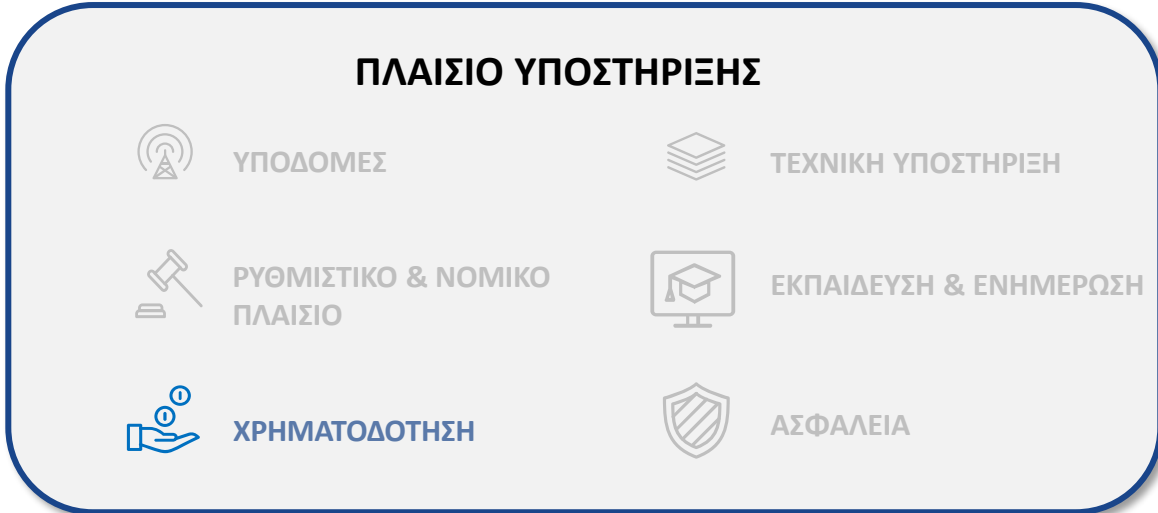 ΠΛΑΙΣΙΟ ΥΠΟΣΤΗΡΙΞΗΣ
ΥΠΟΔΟΜΕΣ
ΤΕΧΝΙΚΗ ΥΠΟΣΤΗΡΙΞΗ
ΡΥΘΜΙΣΤΙΚΟ & ΝΟΜΙΚΟ
ΠΛΑΙΣΙΟ
ΕΚΠΑΙΔΕΥΣΗ & ΕΝΗΜΕΡΩΣΗ
ΧΡΗΜΑΤΟΔΟΤΗΣΗ
ΑΣΦΑΛΕΙΑ